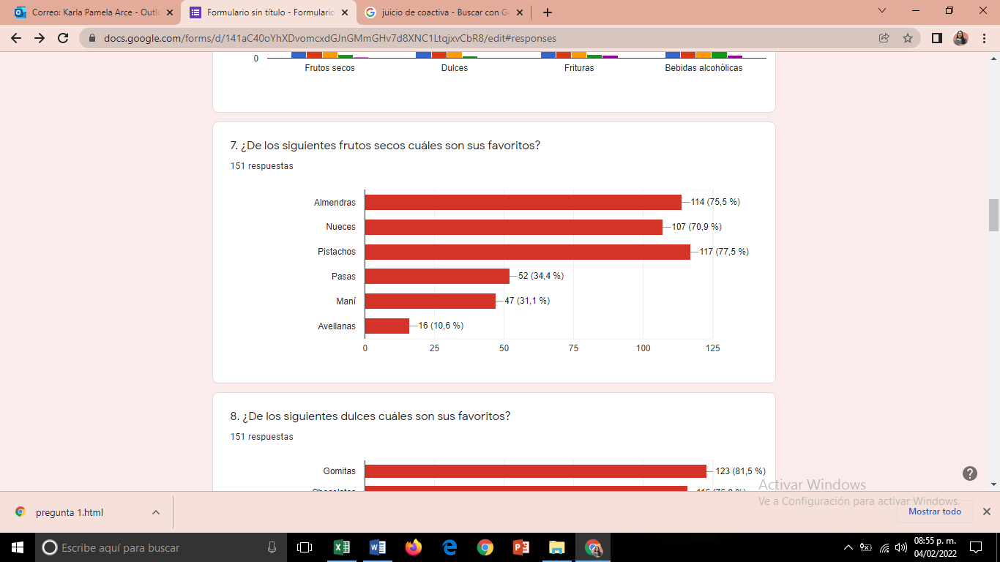 Correo: Karla Pamela Arce - Outl
Formulario sin título - Formulario
juicio de coactiva - Buscar con G
docs.google.com/forms/d/141aC40oYhXDvomcxdGJnGMmGHv7d8XNC1LtqjxvCbR8/edit#responses
0
Frutos secos Dulces Frituras Bebidas alcohólicas
7. ¿De los siguientes frutos secos cuáles son sus favoritos?
151 respuestas
Almendras 114 (75,5 %)
Nueces 107 (70,9 %)
Pistachos 117 (77,5 %)
Pasas 52 (34,4 %)
Maní 47 (31,1 %)
Avellanas 16 (10,6 %)
0 25 50 75 100 125
8. ¿De los siguientes dulces cuáles son sus favoritos?
151 respuestas
Gomitas 123 (81,5 %)
Chocolates 116 (76,8 %)
Activar Windows
Ve a Configuración para activar Windows.
pregunta 1.html
Mostrar todo
Escribe aquí para buscar
08:55 p. m.
04/02/2022